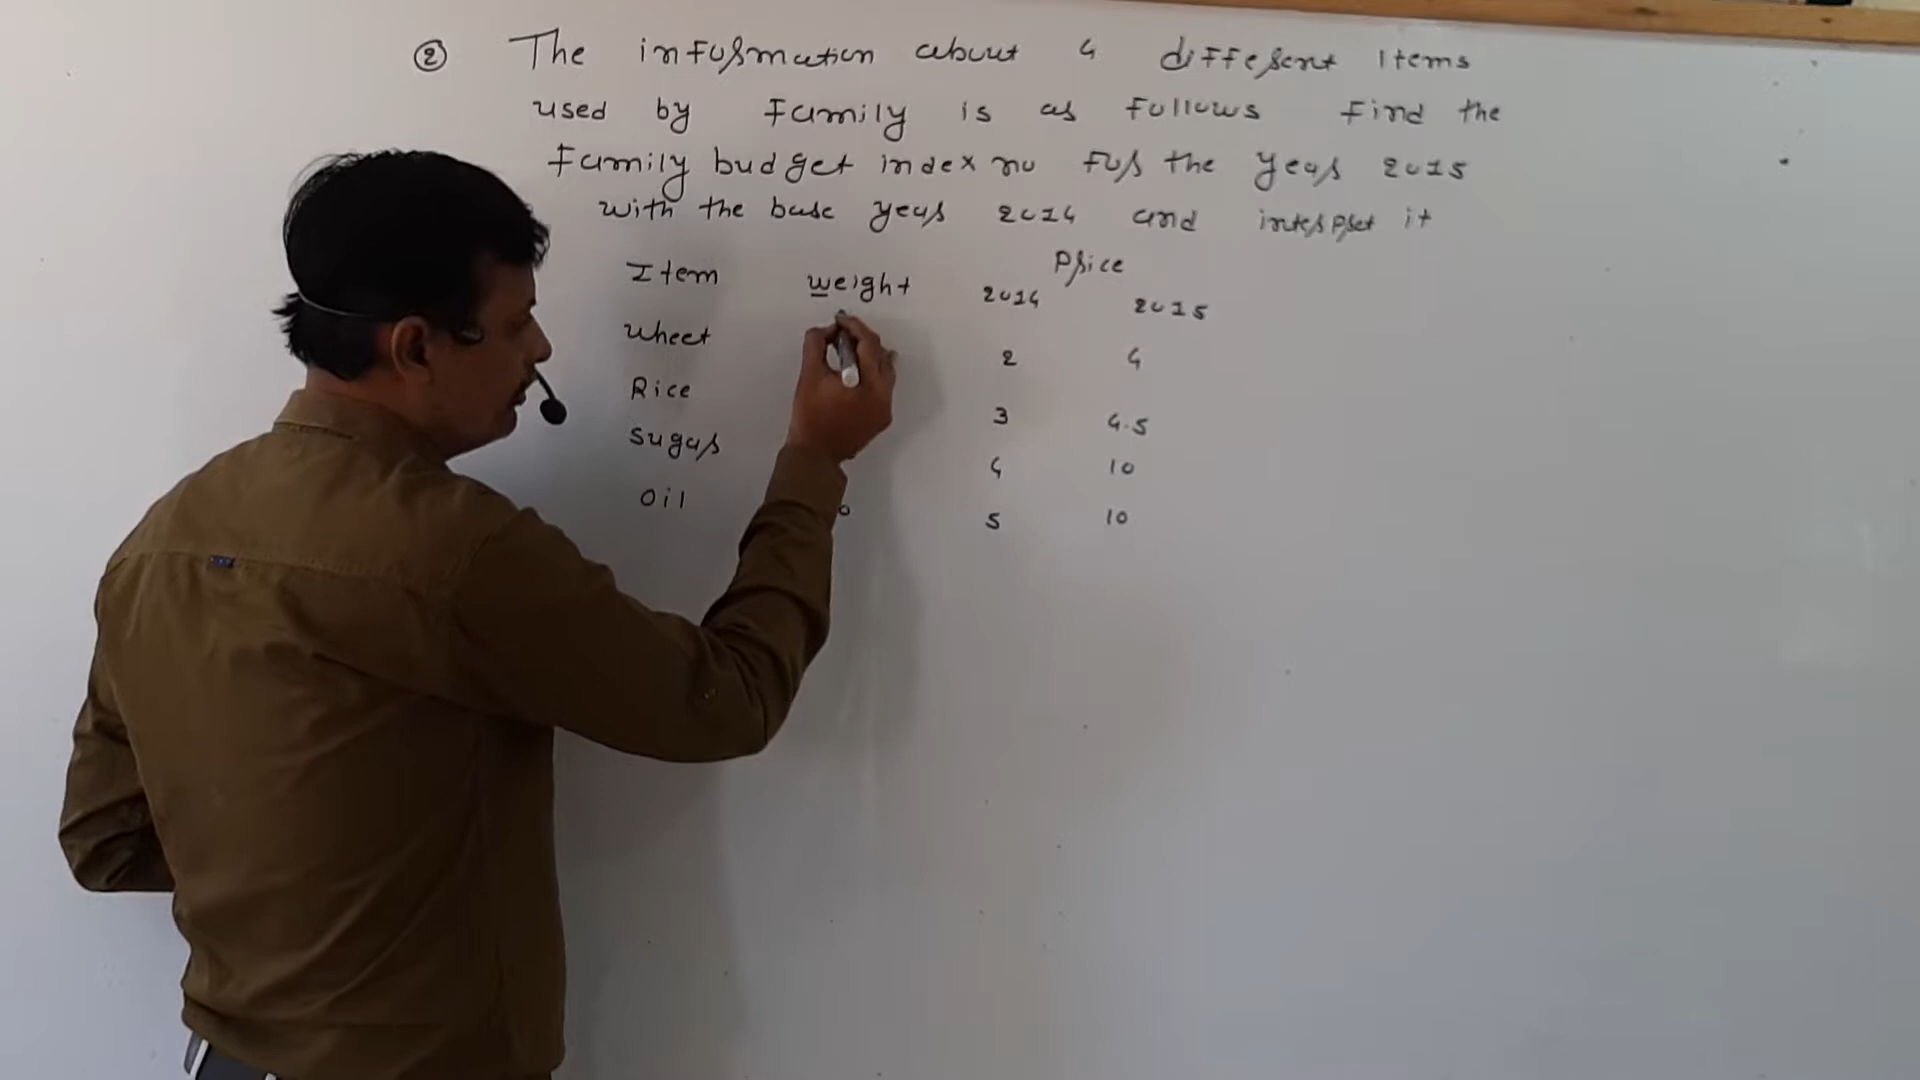 ② The information about 4 different Items
used by Family is as Follows Find the
Family budget index no For the year 2015
with the base year 2014 and interpret it
Item weight Price
2014 2015
Wheet 2 4
Rice 3 4.5
Sugar 4 10
Oil 0 5 10